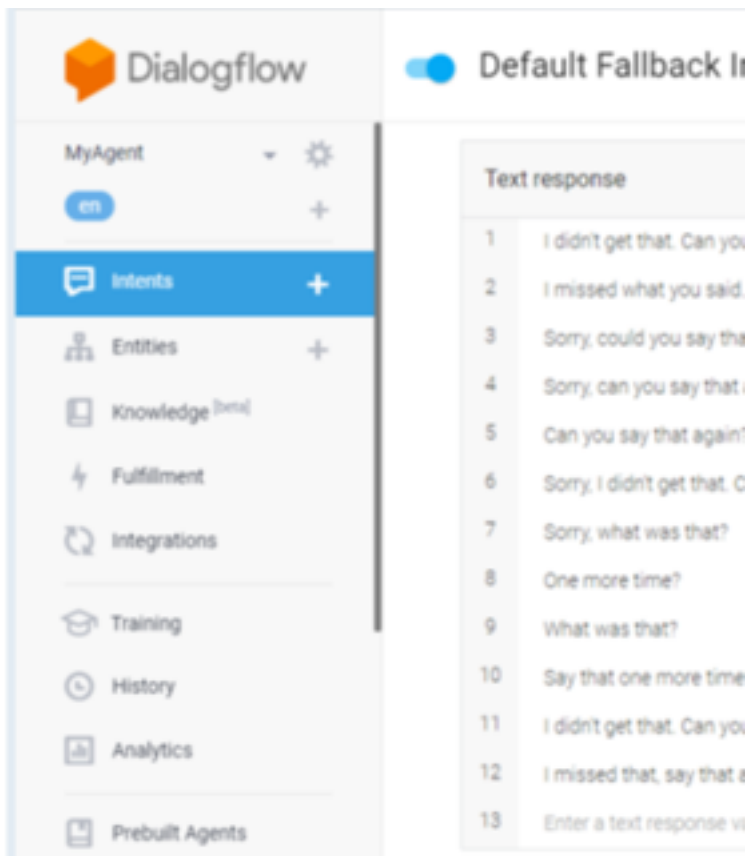 Dialogflow
MyAgent
en
Intents
Entities
Knowledge [beta]
Fulfillment
Integrations
Training
History
Analytics
Prebuilt Agents
Default Fallback I
Text response
1 I didn't get that. Can you
2 I missed what you said.
3 Sorry, could you say tha
4 Sorry, can you say that a
5 Can you say that again?
6 Sorry, I didn't get that. C
7 Sorry, what was that?
8 One more time?
9 What was that?
10 Say that one more time
11 I didn't get that. Can you
12 I missed that, say that a
13 Enter a text response va